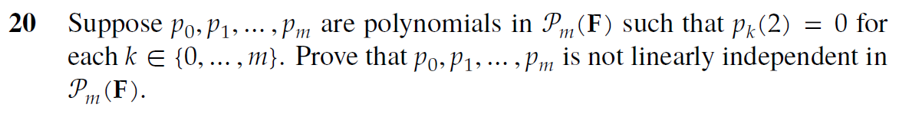 20 Suppose p₀, p₁, … , pₘ are polynomials in 𝒫ₘ(𝐅) such that pₖ(2) = 0 for
each k ∈ {0, … , m}. Prove that p₀, p₁, … , pₘ is not linearly independent in
𝒫ₘ(𝐅).